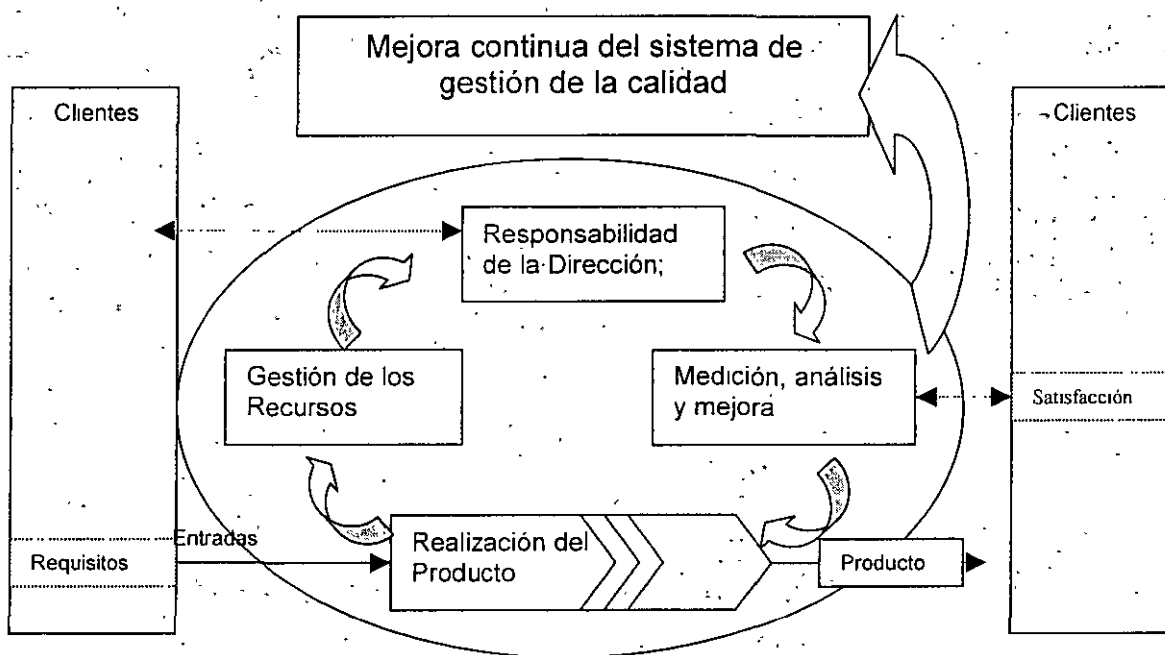 Mejora continua del sistema de
gestión de la calidad
Clientes
Clientes
Responsabilidad
de la Dirección;
Gestión de los
Recursos
Medición, análisis
y mejora
Satisfacción
Entradas
Requisitos
Realización del
Producto
Producto